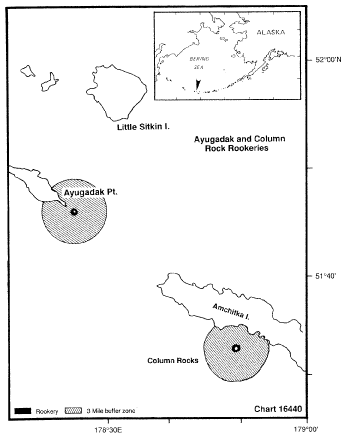 ALASKA
BERING
SEA
52°00'N
Little Sitkin I.
Ayugadak and Column
Rock Rookeries
Ayugadak Pt.
51°40'
Amchitka I.
Column Rocks
Rookery
3 Mile buffer zone
Chart 16440
178°30E
179°00'